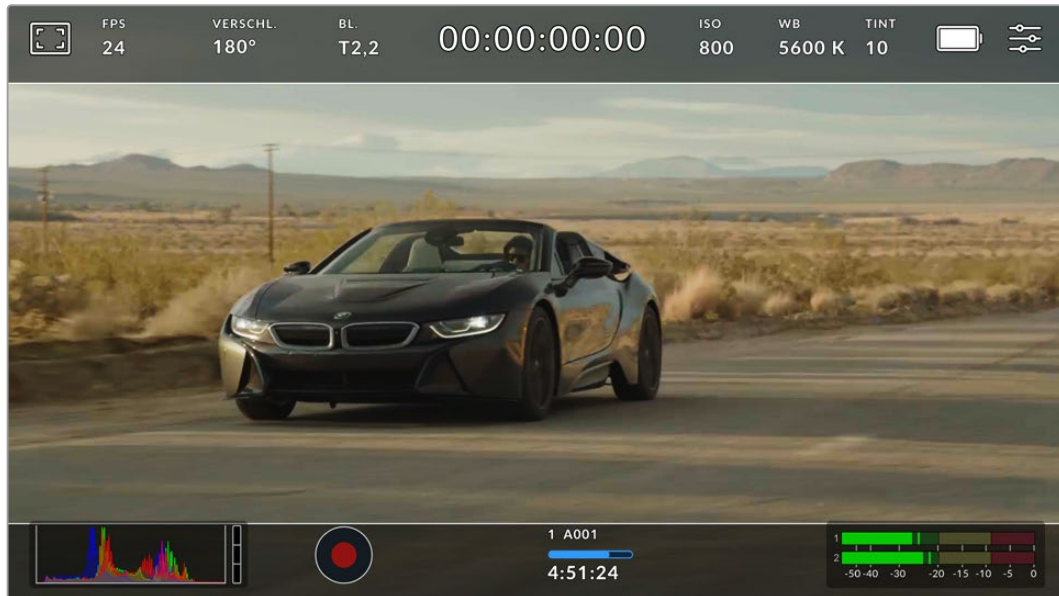 FPS VERSCHL. BL. 00:00:00:00 ISO WB TINT
24 180° T2,2 800 5600 K 10
1 A001
4:51:24
1
2
-50 -40 -30 -20 -15 -10 -5 0